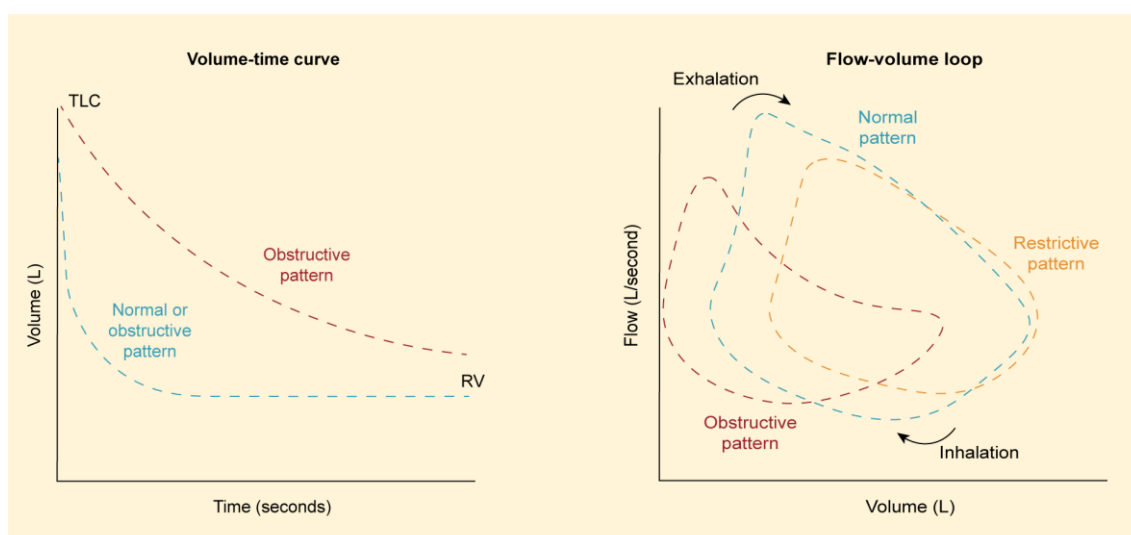 Volume-time curve
TLC
Obstructive
pattern
Normal or
obstructive
pattern
RV
Volume (L)
Time (seconds)
Flow-volume loop
Exhalation
Normal
pattern
Restrictive
pattern
Obstructive
pattern
Inhalation
Flow (L/second)
Volume (L)